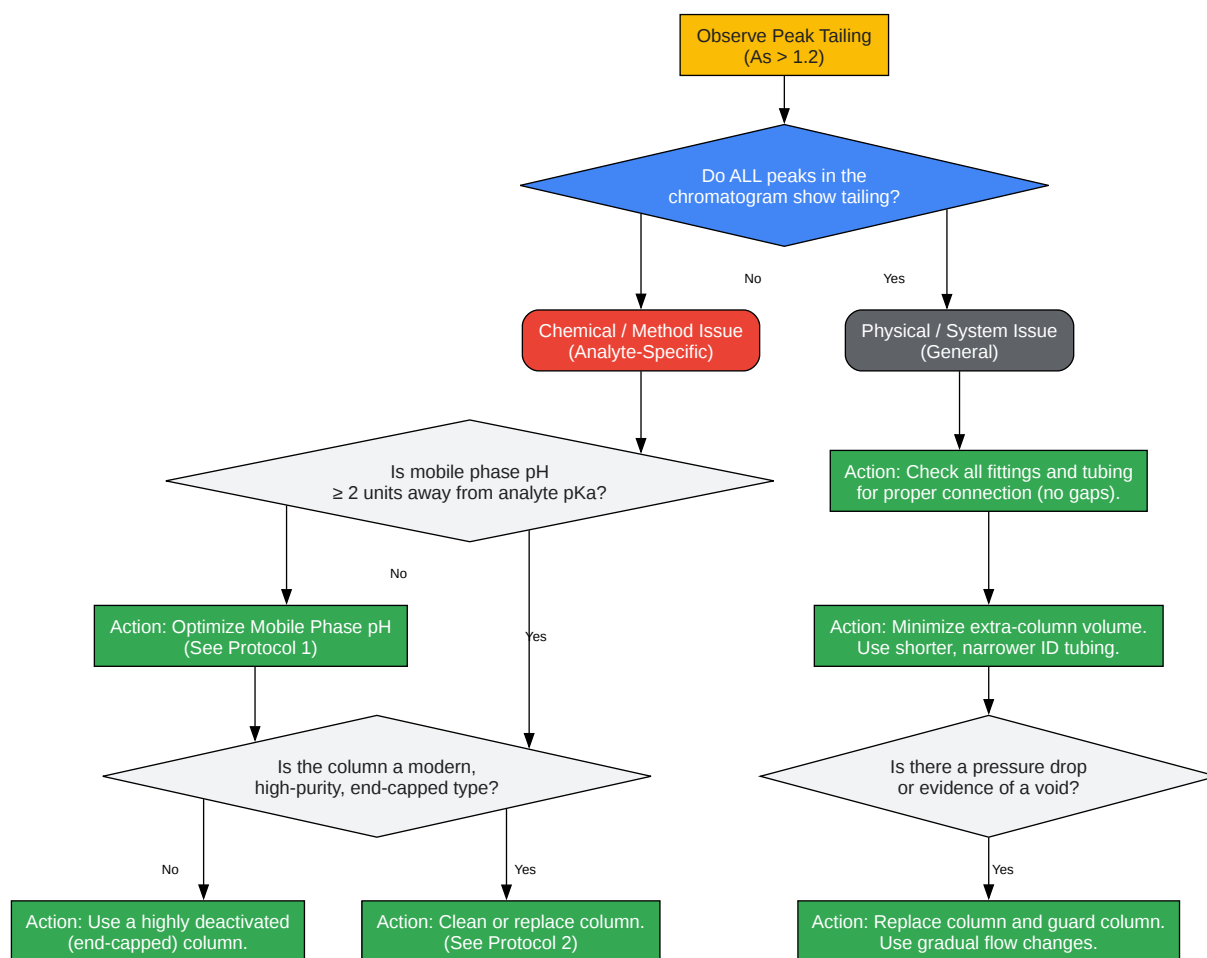 Observe Peak Tailing
(As > 1.2)
Do ALL peaks in the
chromatogram show tailing?
No
Yes
Chemical / Method Issue
(Analyte-Specific)
Physical / System Issue
(General)
Is mobile phase pH
≥ 2 units away from analyte pKa?
Action: Check all fittings and tubing
for proper connection (no gaps).
No
Yes
Action: Optimize Mobile Phase pH
(See Protocol 1)
Action: Minimize extra-column volume.
Use shorter, narrower ID tubing.
Is the column a modern,
high-purity, end-capped type?
Is there a pressure drop
or evidence of a void?
No
Yes
Yes
Action: Use a highly deactivated
(end-capped) column.
Action: Clean or replace column.
(See Protocol 2)
Action: Replace column and guard column.
Use gradual flow changes.